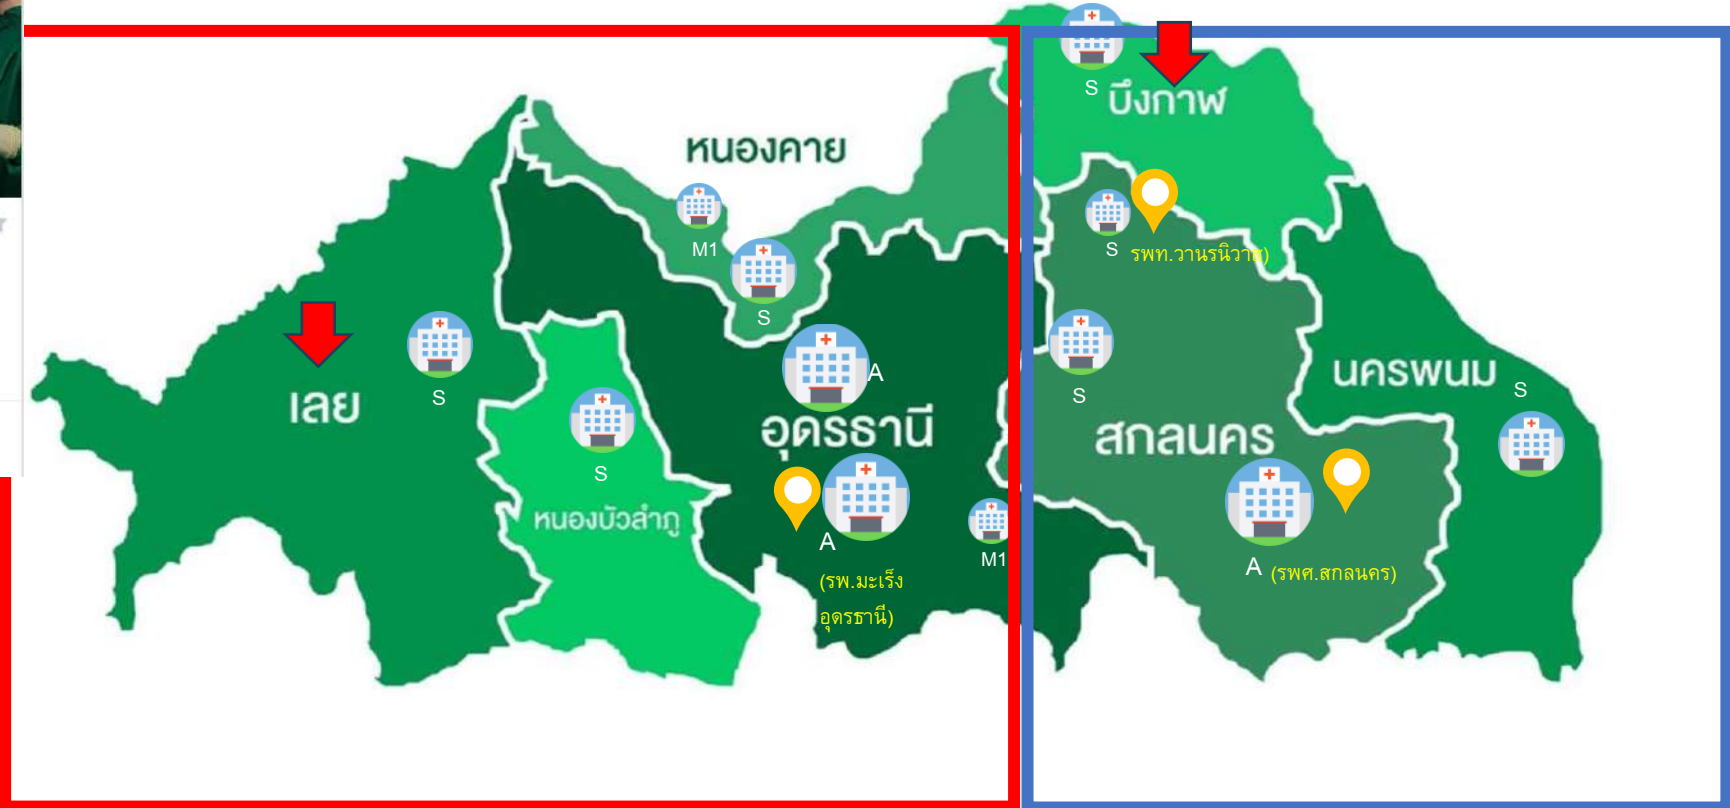 S
บึงกาฬ
หนองคาย
M1
S
S รพท.วานรนิวาส)
S
A
S
S
เลย
S
นครพนม
S
อุดรธานี
สกลนคร
หนองบัวลำภู
A
M1
A (รพศ.สกลนคร)
(รพ.มะเร็ง
อุดรธานี)